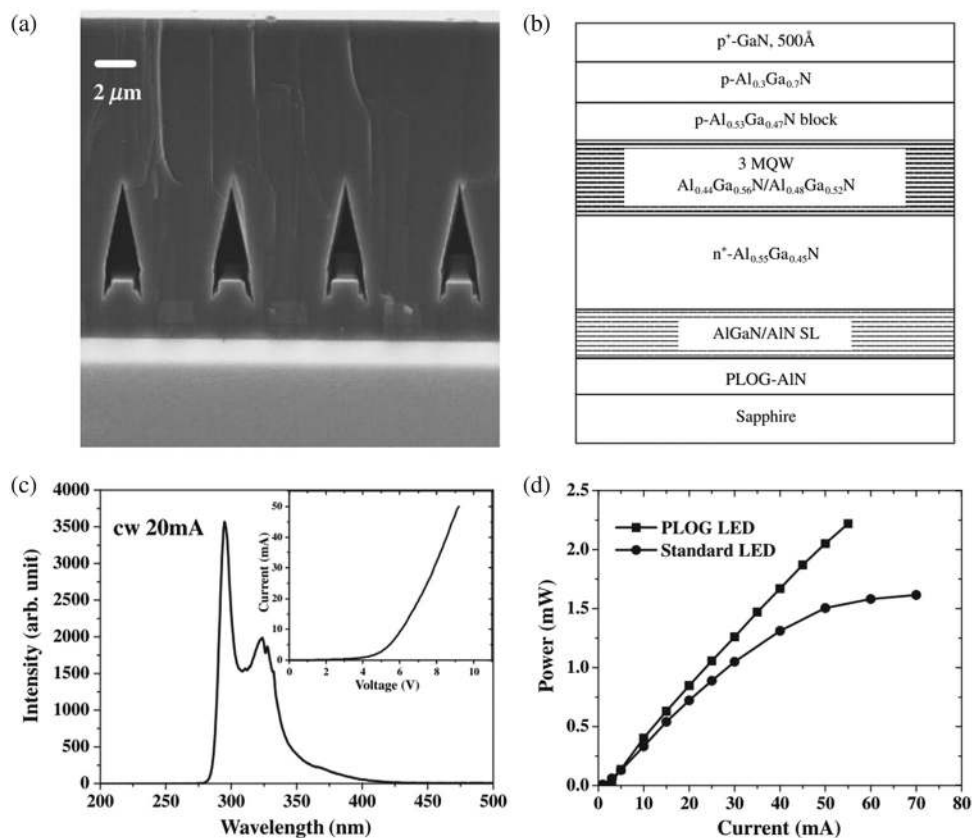 (a)
2 μm
(b)
p⁺-GaN, 500Å
p-Al₀.₃Ga₀.₇N
p-Al₀.₅₃Ga₀.₄₇N block
3 MQW
Al₀.₄₄Ga₀.₅₆N/Al₀.₄₈Ga₀.₅₂N
n⁺-Al₀.₅₅Ga₀.₄₅N
AlGaN/AlN SL
PLOG-AlN
Sapphire
(c)
cw 20mA
Intensity (arb. unit)
4000
3500
3000
2500
2000
1500
1000
500
0
200 250 300 350 400 450 500
Wavelength (nm)
Current (mA)
50
40
30
20
10
0
0 2 4 6 8 10
Voltage (V)
(d)
PLOG LED
Standard LED
Power (mW)
2.5
2.0
1.5
1.0
0.5
0.0
0 10 20 30 40 50 60 70 80
Current (mA)